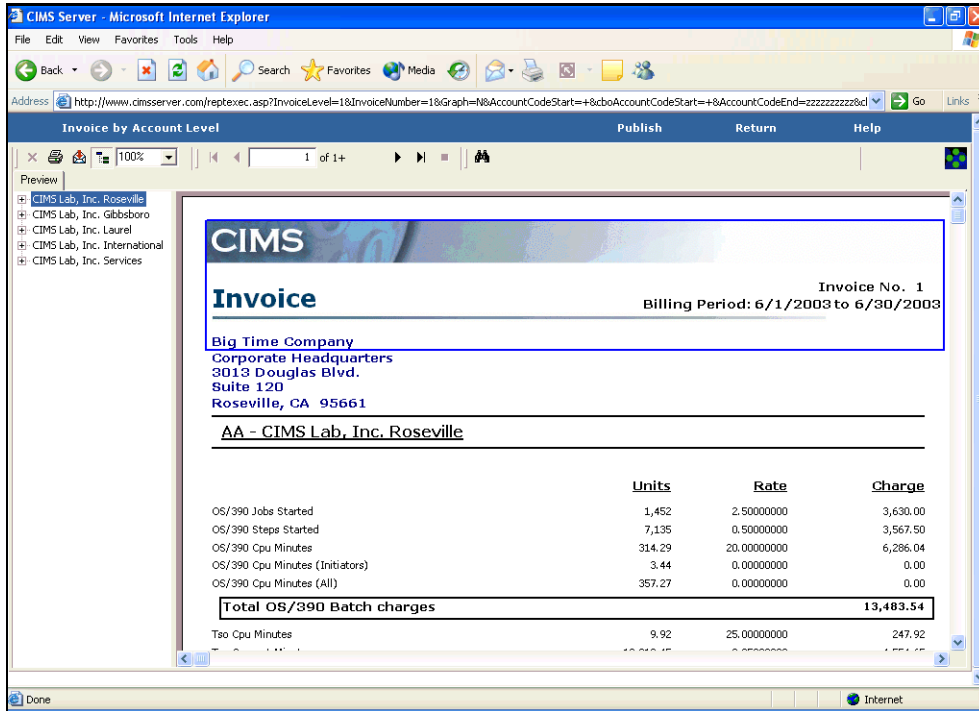 CIMS Server - Microsoft Internet Explorer
File Edit View Favorites Tools Help
Back Search Favorites Media
Address http://www.cimsserver.com/reptexec.asp?InvoiceLevel=1&InvoiceNumber=1&Graph=N&AccountCodeStart=+&cboAccountCodeStart=+&AccountCodeEnd=zzzzzzzzzz&cl Go Links
Invoice by Account Level Publish Return Help
100% 1 of 1+
Preview
CIMS Lab, Inc. Roseville
CIMS Lab, Inc. Gibbsboro
CIMS Lab, Inc. Laurel
CIMS Lab, Inc. International
CIMS Lab, Inc. Services
CIMS
Invoice
Invoice No. 1
Billing Period: 6/1/2003 to 6/30/2003
Big Time Company
Corporate Headquarters
3013 Douglas Blvd.
Suite 120
Roseville, CA 95661
AA - CIMS Lab, Inc. Roseville
Units Rate Charge
OS/390 Jobs Started 1,452 2.50000000 3,630.00
OS/390 Steps Started 7,135 0.50000000 3,567.50
OS/390 Cpu Minutes 314.29 20.00000000 6,286.04
OS/390 Cpu Minutes (Initiators) 3.44 0.00000000 0.00
OS/390 Cpu Minutes (All) 357.27 0.00000000 0.00
Total OS/390 Batch charges 13,483.54
Tso Cpu Minutes 9.92 25.00000000 247.92
Done Internet